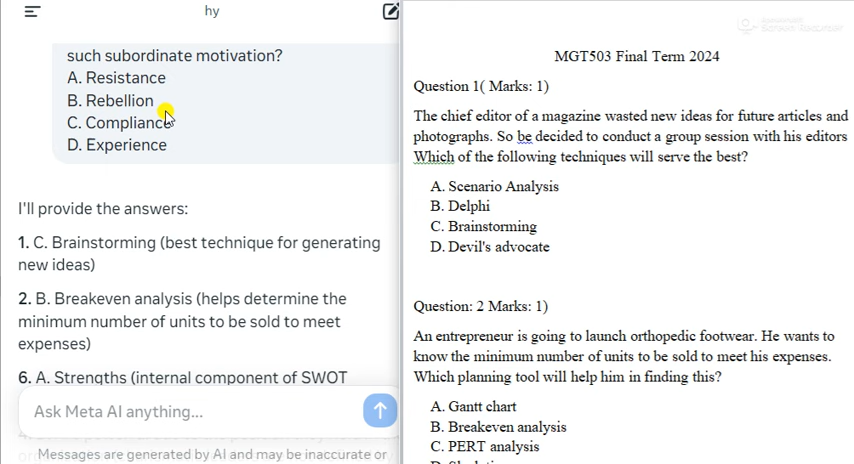 hy
such subordinate motivation?
A. Resistance
B. Rebellion
C. Compliance
D. Experience
I'll provide the answers:
1. C. Brainstorming (best technique for generating
new ideas)
2. B. Breakeven analysis (helps determine the
minimum number of units to be sold to meet
expenses)
6. A. Strengths (internal component of SWOT
Ask Meta AI anything...
Messages are generated by AI and may be inaccurate or
Screen Recorder
MGT503 Final Term 2024
Question 1( Marks: 1)
The chief editor of a magazine wasted new ideas for future articles and
photographs. So be decided to conduct a group session with his editors
Which of the following techniques will serve the best?
A. Scenario Analysis
B. Delphi
C. Brainstorming
D. Devil's advocate
Question: 2 Marks: 1)
An entrepreneur is going to launch orthopedic footwear. He wants to
know the minimum number of units to be sold to meet his expenses.
Which planning tool will help him in finding this?
A. Gantt chart
B. Breakeven analysis
C. PERT analysis